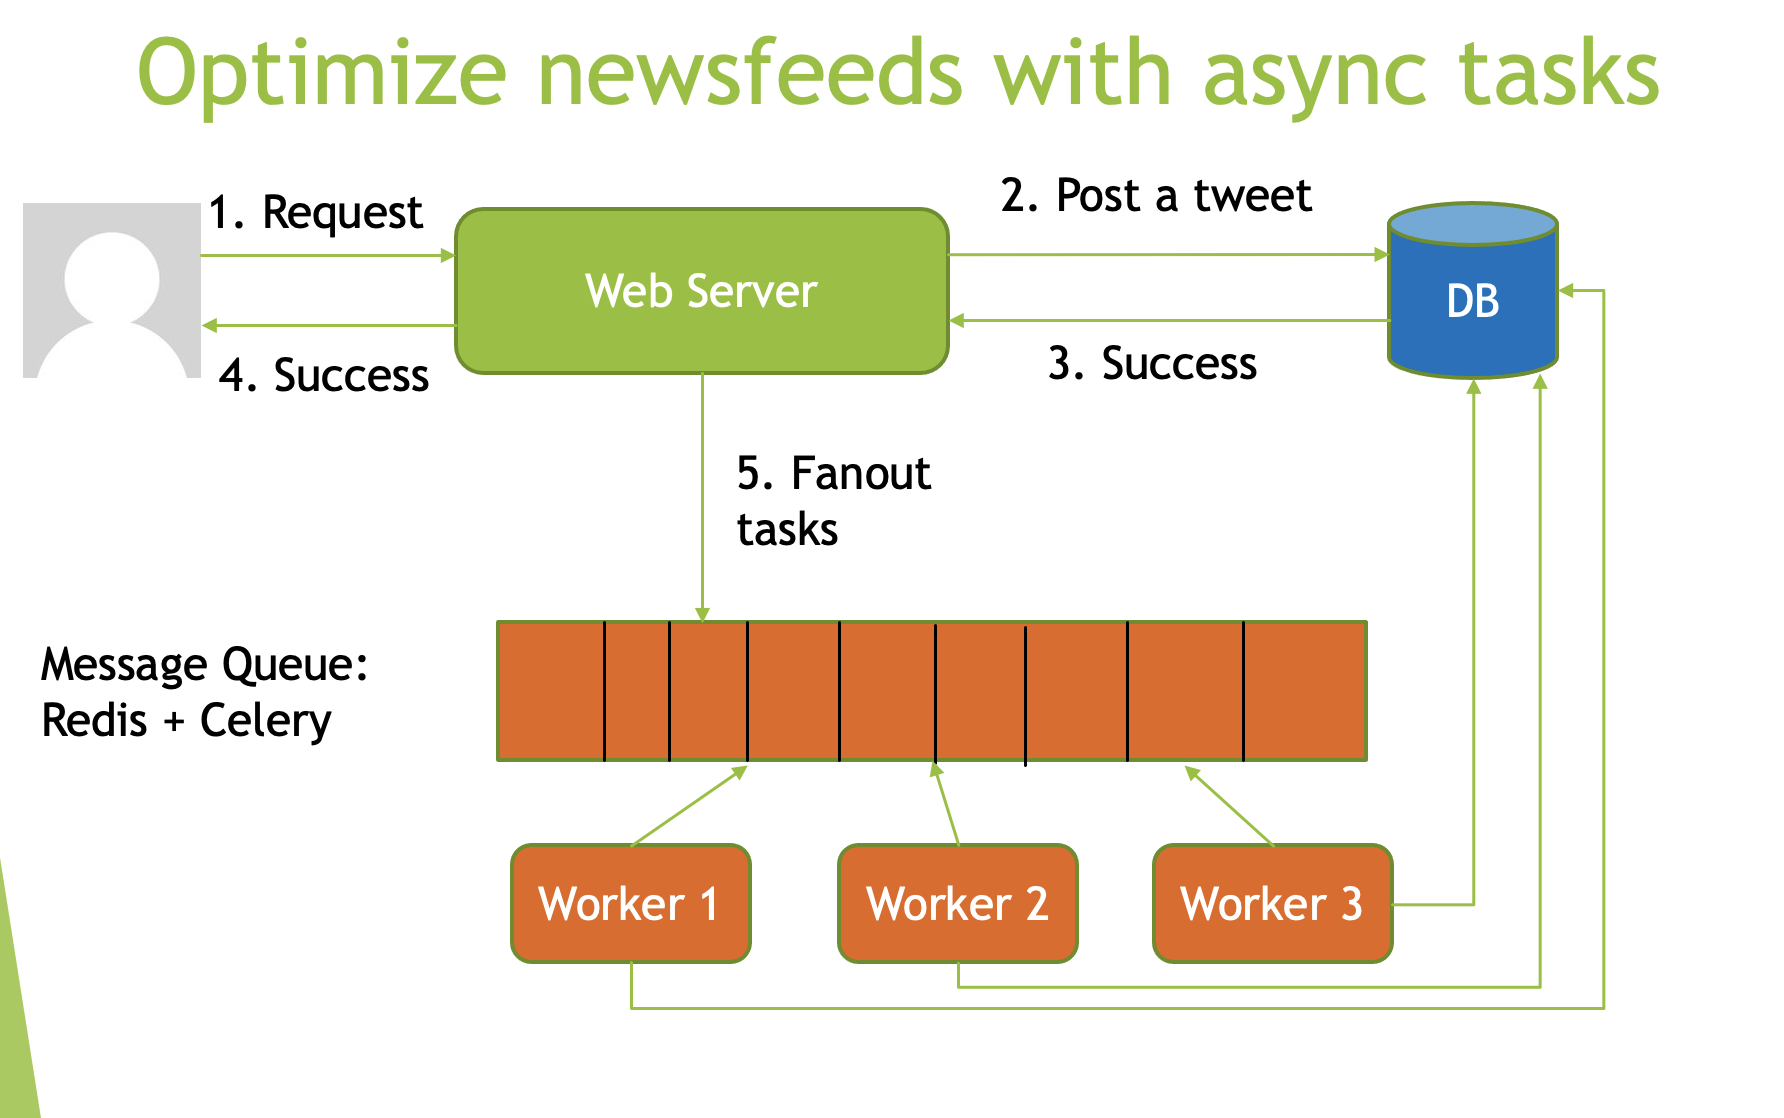 Optimize newsfeeds with async tasks
1. Request
2. Post a tweet
Web Server
DB
4. Success
3. Success
5. Fanout
tasks
Message Queue:
Redis + Celery
Worker 1
Worker 2
Worker 3